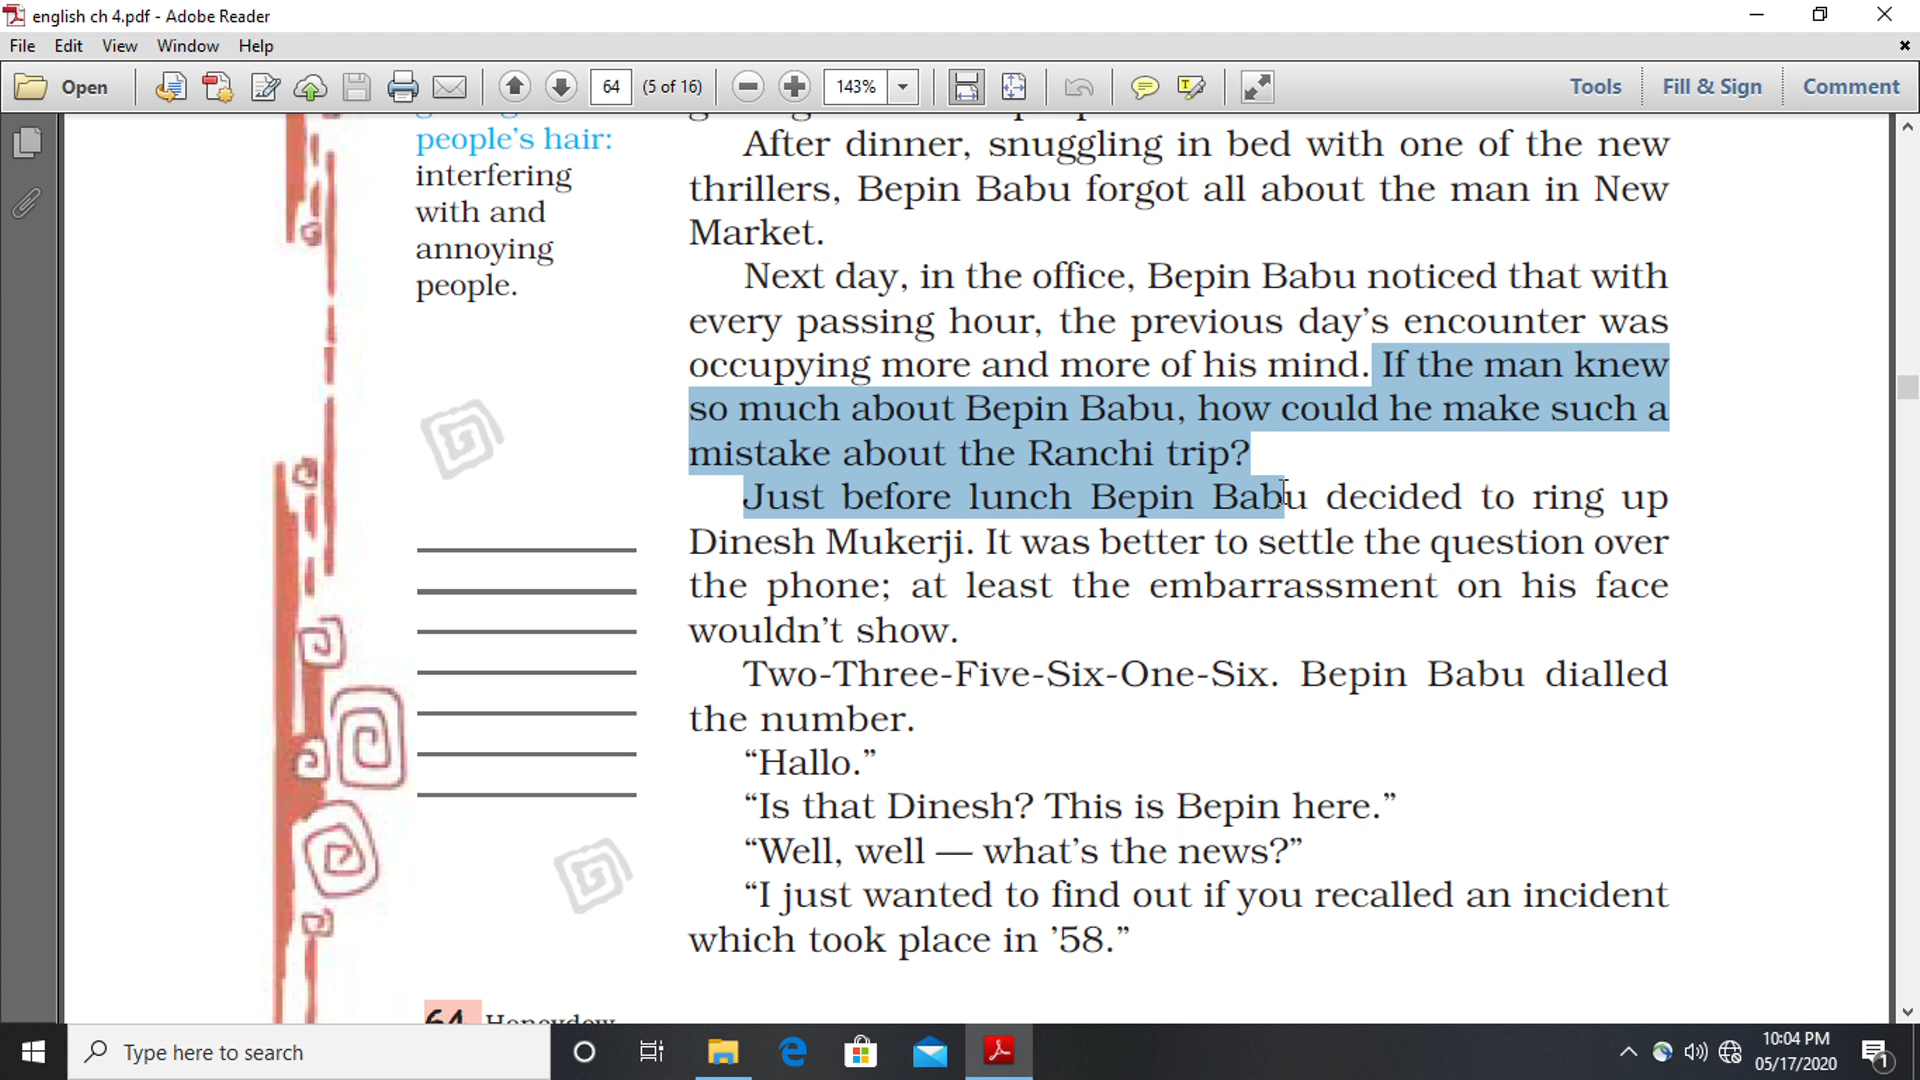 english ch 4.pdf - Adobe Reader
File Edit View Window Help
Open 64 (5 of 16) 143% Tools Fill & Sign Comment
people's hair:
interfering
with and
annoying
people.
After dinner, snuggling in bed with one of the new
thrillers, Bepin Babu forgot all about the man in New
Market.
Next day, in the office, Bepin Babu noticed that with
every passing hour, the previous day's encounter was
occupying more and more of his mind. If the man knew
so much about Bepin Babu, how could he make such a
mistake about the Ranchi trip?
Just before lunch Bepin Babu decided to ring up
Dinesh Mukerji. It was better to settle the question over
the phone; at least the embarrassment on his face
wouldn't show.
Two-Three-Five-Six-One-Six. Bepin Babu dialled
the number.
“Hallo.”
“Is that Dinesh? This is Bepin here.”
“Well, well — what's the news?”
“I just wanted to find out if you recalled an incident
which took place in ’58.”
64 Honeydew
Type here to search
10:04 PM
05/17/2020
1